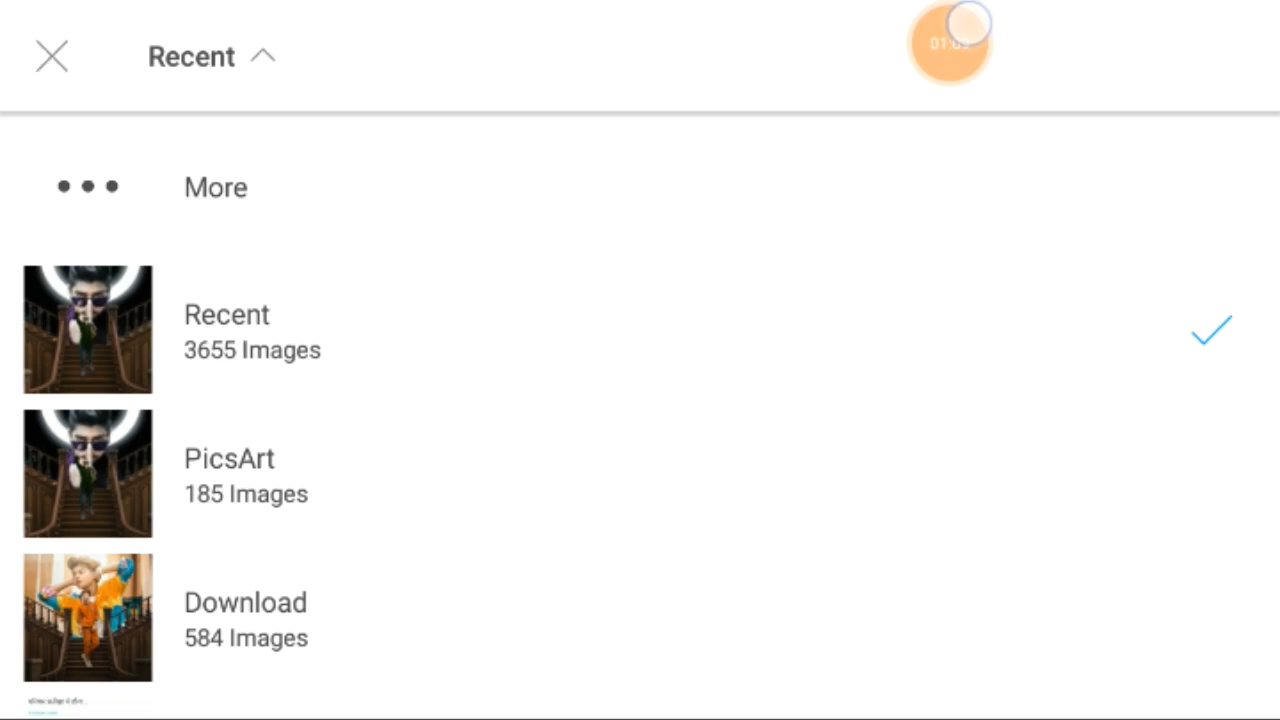 Recent
More
Recent
3655 Images
PicsArt
185 Images
Download
584 Images